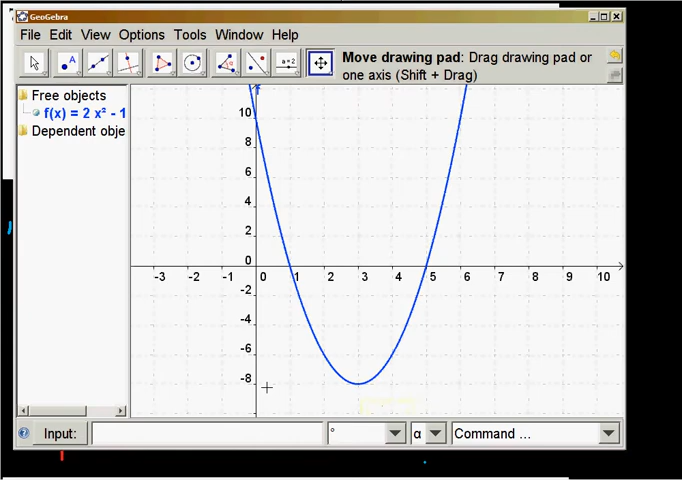 GeoGebra
File Edit View Options Tools Window Help
A a=2 Move drawing pad: Drag drawing pad or
one axis (Shift + Drag)
Free objects
f(x) = 2 x² - 1
Dependent obje
f
10
8
6
4
2
0
-3 -2 -1 0 1 2 3 4 5 6 7 8 9 10
-2
-4
-6
-8
Input: ° α Command ...